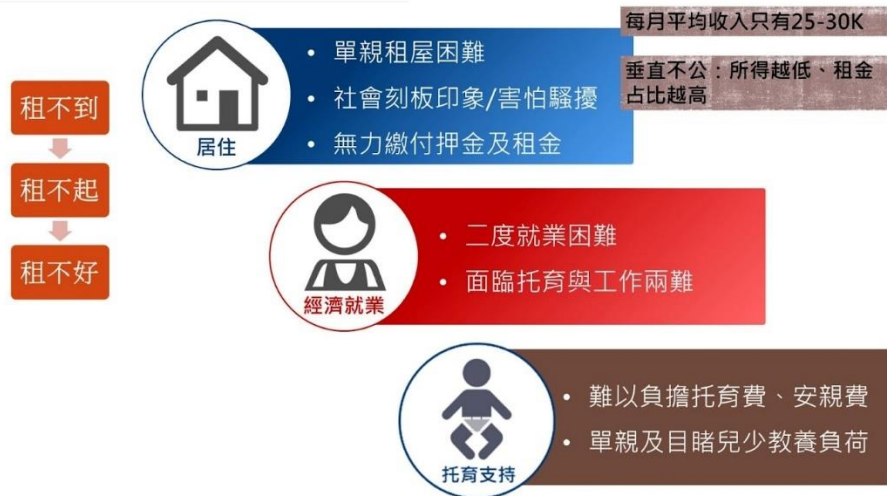 租不到
租不起
租不好
居住
• 單親租屋困難
• 社會刻板印象/害怕騷擾
• 無力繳付押金及租金
每月平均收入只有25-30K
垂直不公：所得越低、租金
占比越高
經濟就業
• 二度就業困難
• 面臨托育與工作兩難
托育支持
• 難以負擔托育費、安親費
• 單親及目睹兒少教養負荷